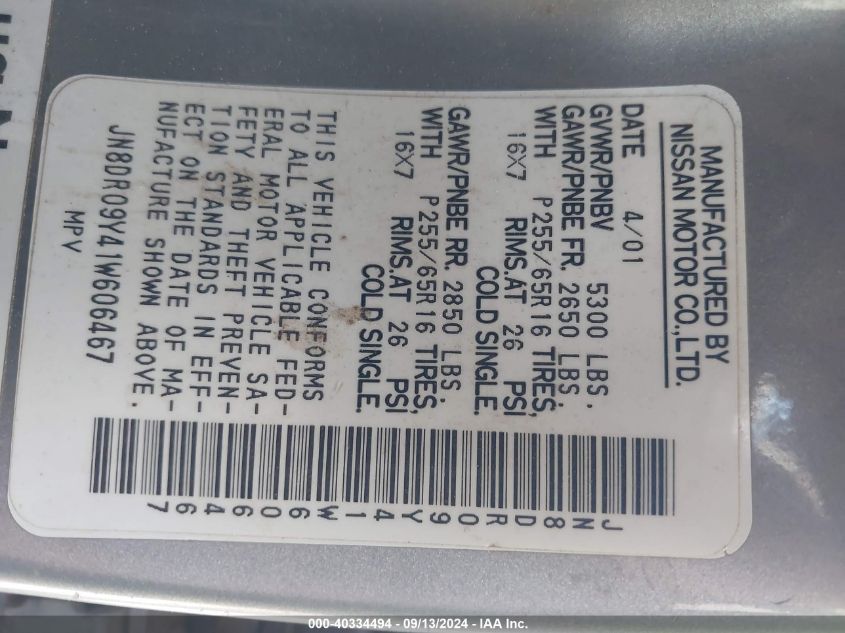 MANUFACTURED BY
NISSAN MOTOR CO.,LTD.
DATE 4/01
GVWR/PNBV 5300 LBS.
GAWR/PNBE FR. 2650 LBS.
WITH P255/65R16 TIRES,
16X7 RIMS.AT 26 PSI
COLD SINGLE.
GAWR/PNBE RR. 2850 LBS.
WITH P255/65R16 TIRES,
16X7 RIMS.AT 26 PSI
COLD SINGLE.
THIS VEHICLE CONFORMS
TO ALL APPLICABLE FED-
ERAL MOTOR VEHICLE SA-
FETY AND THEFT PREVEN-
TION STANDARDS IN EFF-
ECT ON THE DATE OF MA-
NUFACTURE SHOWN ABOVE.
JN8DR09Y41W606467
MPV
JN8DR09Y41W606467
000-40334494 - 09/13/2024 - IAA Inc.